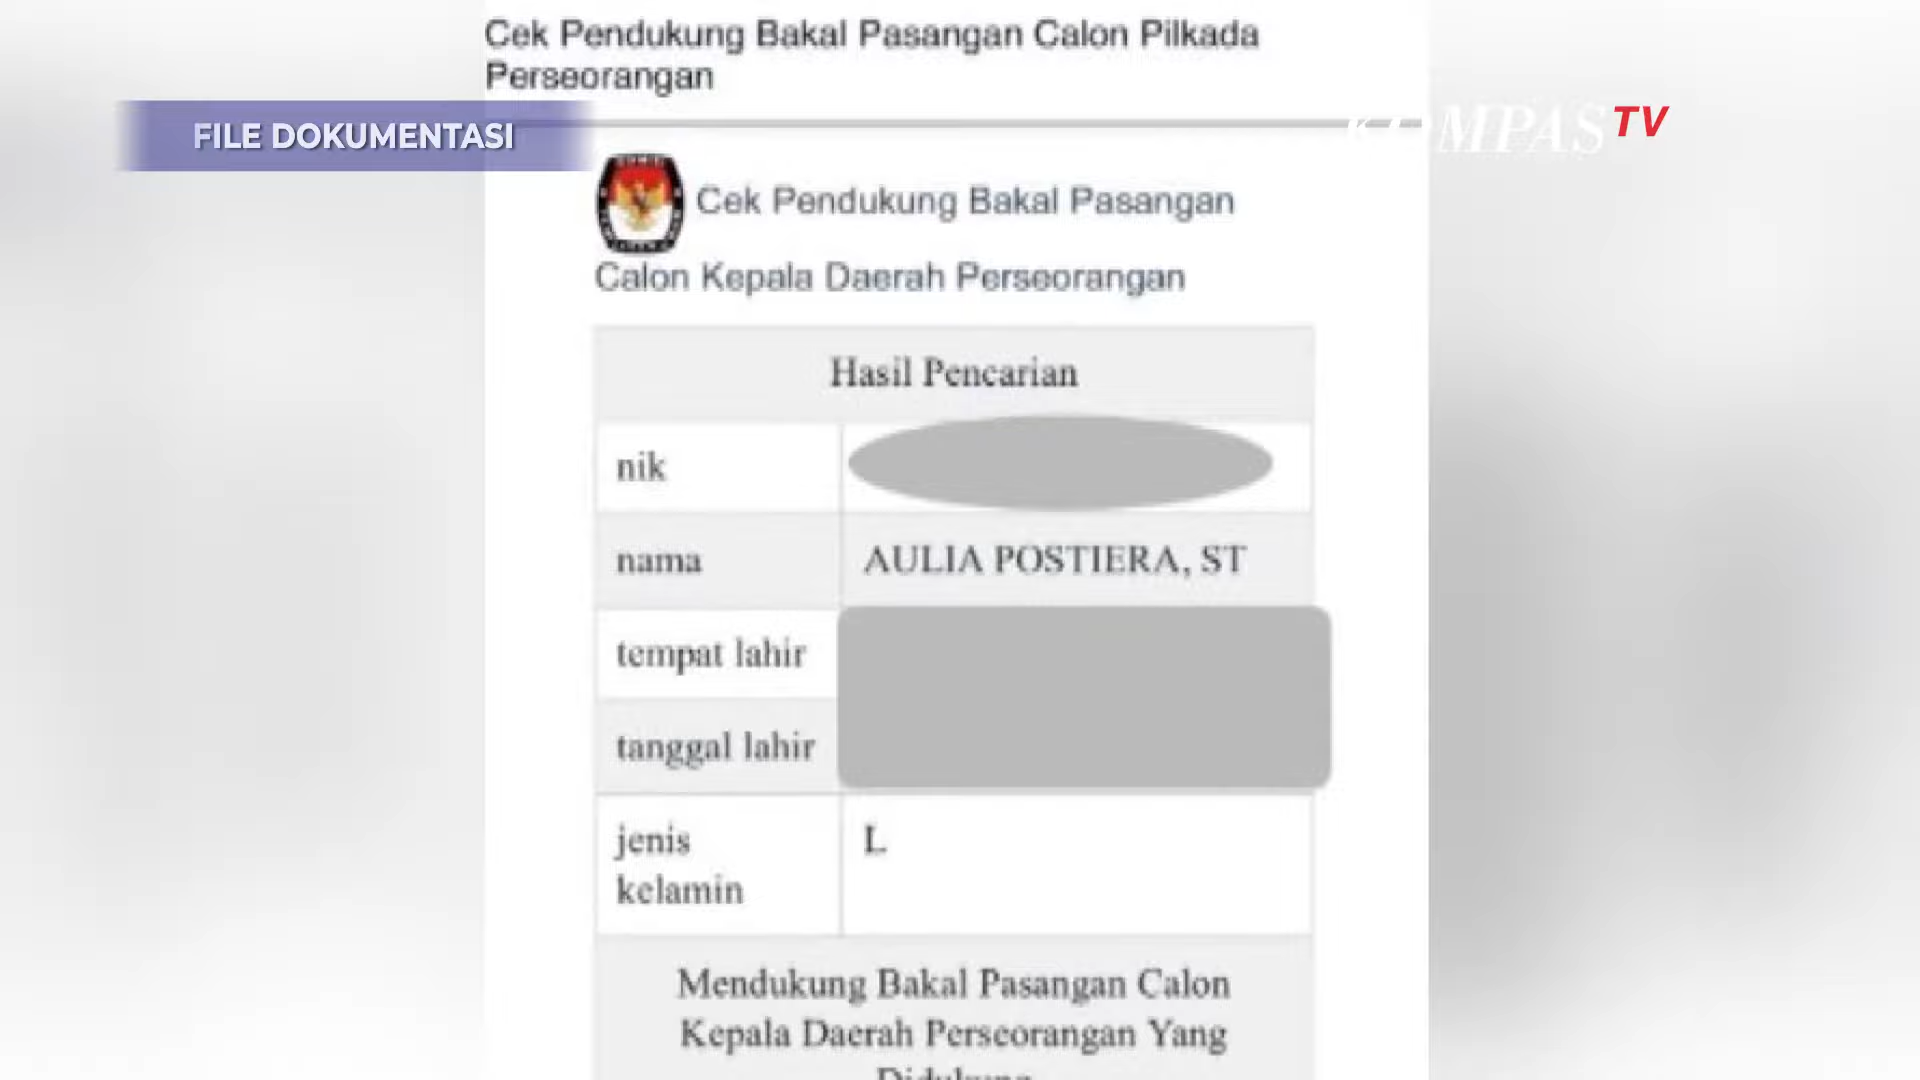 Cek Pendukung Bakal Pasangan Calon Pilkada
Perseorangan
FILE DOKUMENTASI
KOMPAS TV
Cek Pendukung Bakal Pasangan
Calon Kepala Daerah Perseorangan
Hasil Pencarian
nik
nama AULIA POSTIERA, ST
tempat lahir
tanggal lahir
jenis L
kelamin
Mendukung Bakal Pasangan Calon
Kepala Daerah Perseorangan Yang
Didukung